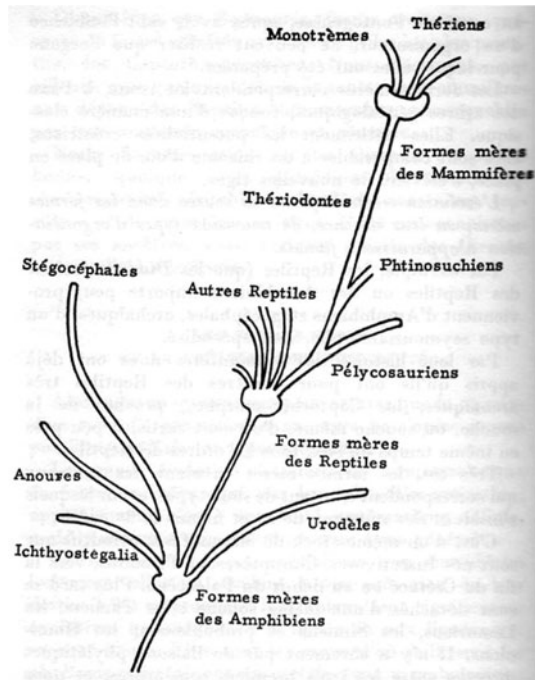 Monotrèmes
Thériens
Formes mères
des Mammifères
Thériodontes
Phtinosuchiens
Stégocéphales
Autres Reptiles
Pélycosauriens
Formes mères
des Reptiles
Anoures
Urodèles
Ichthyostégalia
Formes mères
des Amphibiens